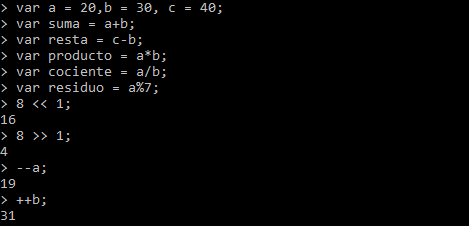 > var a = 20,b = 30, c = 40;
> var suma = a+b;
> var resta = c-b;
> var producto = a*b;
> var cociente = a/b;
> var residuo = a%7;
> 8 << 1;
16
> 8 >> 1;
4
> --a;
19
> ++b;
31